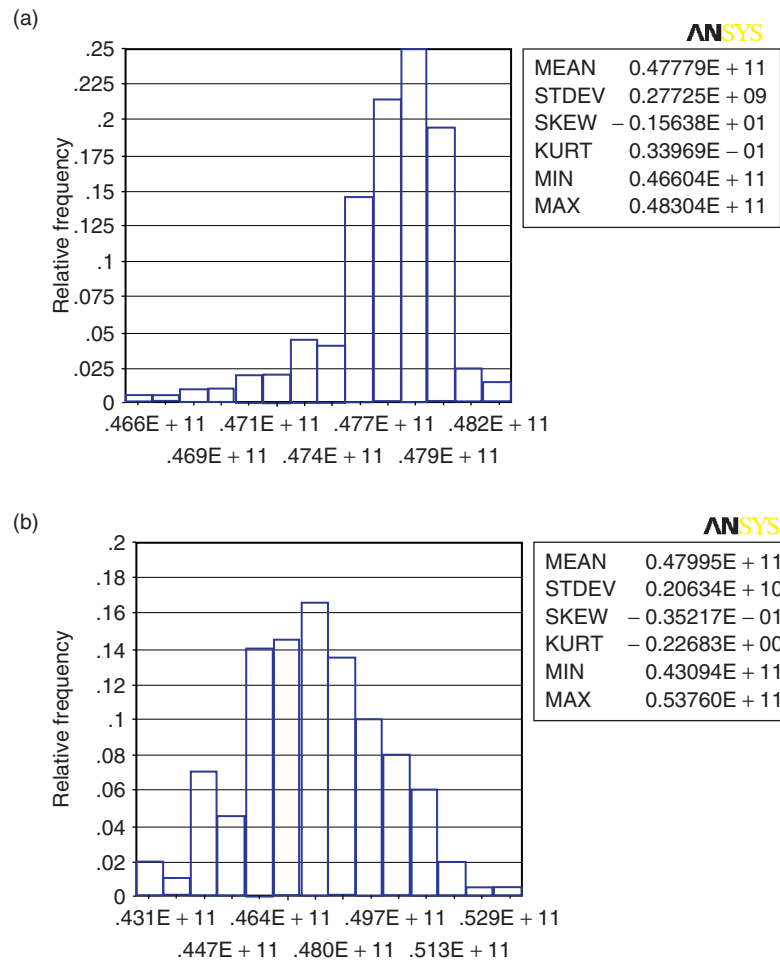 (a)
ANSYS
MEAN 0.47779E + 11
STDEV 0.27725E + 09
SKEW − 0.15638E + 01
KURT 0.33969E − 01
MIN 0.46604E + 11
MAX 0.48304E + 11
Relative frequency
.25
.225
.2
.175
.15
.125
.1
.075
.05
.025
0
.466E + 11 .471E + 11 .477E + 11 .482E + 11
.469E + 11 .474E + 11 .479E + 11
(b)
ANSYS
MEAN 0.47995E + 11
STDEV 0.20634E + 10
SKEW − 0.35217E − 01
KURT − 0.22683E + 00
MIN 0.43094E + 11
MAX 0.53760E + 11
Relative frequency
.2
.18
.16
.14
.12
.1
.08
.06
.04
.02
0
.431E + 11 .464E + 11 .497E + 11 .529E + 11
.447E + 11 .480E + 11 .513E + 11